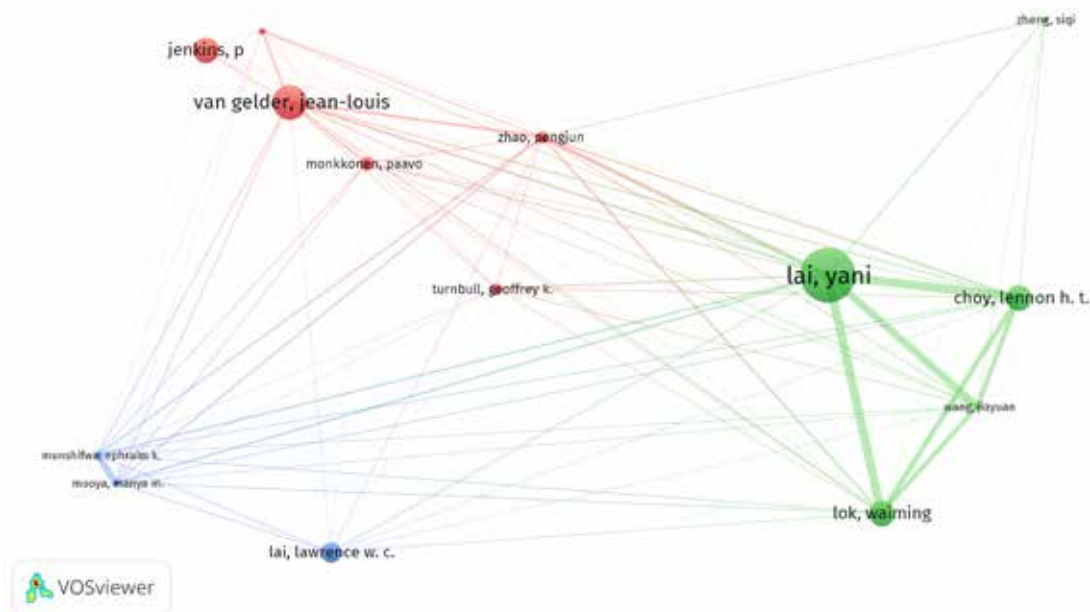 zheng, siqi
jenkins, p
van gelder, jean-louis
zhao, pengjun
monkkonen, paavo
lai, yani
turnbull, geoffrey k.
choy, lennon h. t.
wang, jiayuan
munshifwa, ephraim k.
mooya, manya m.
lok, waiming
lai, lawrence w. c.
VOSviewer